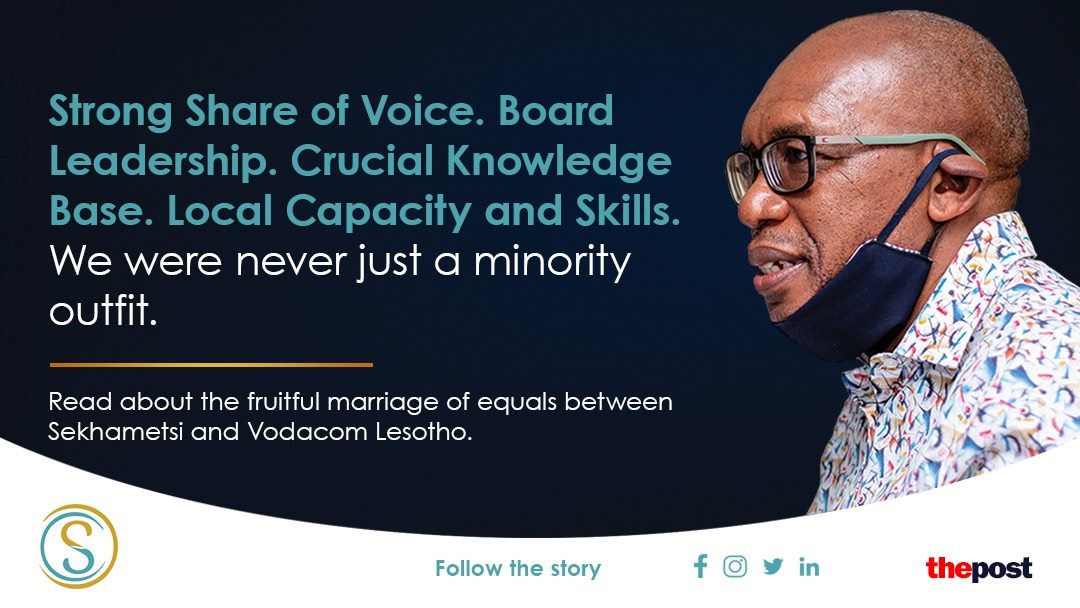 Strong Share of Voice. Board
Leadership. Crucial Knowledge
Base. Local Capacity and Skills.
We were never just a minority
outfit.
Read about the fruitful marriage of equals between
Sekhametsi and Vodacom Lesotho.
S
Follow the story
thepost